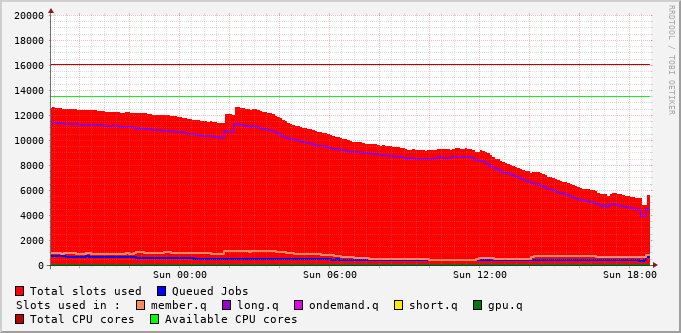 20000
18000
16000
14000
12000
10000
8000
6000
4000
2000
0
Sun 00:00 Sun 06:00 Sun 12:00 Sun 18:00
RRDTOOL / TOBI OETIKER
Total slots used Queued Jobs
Slots used in : member.q long.q ondemand.q short.q gpu.q
Total CPU cores Available CPU cores